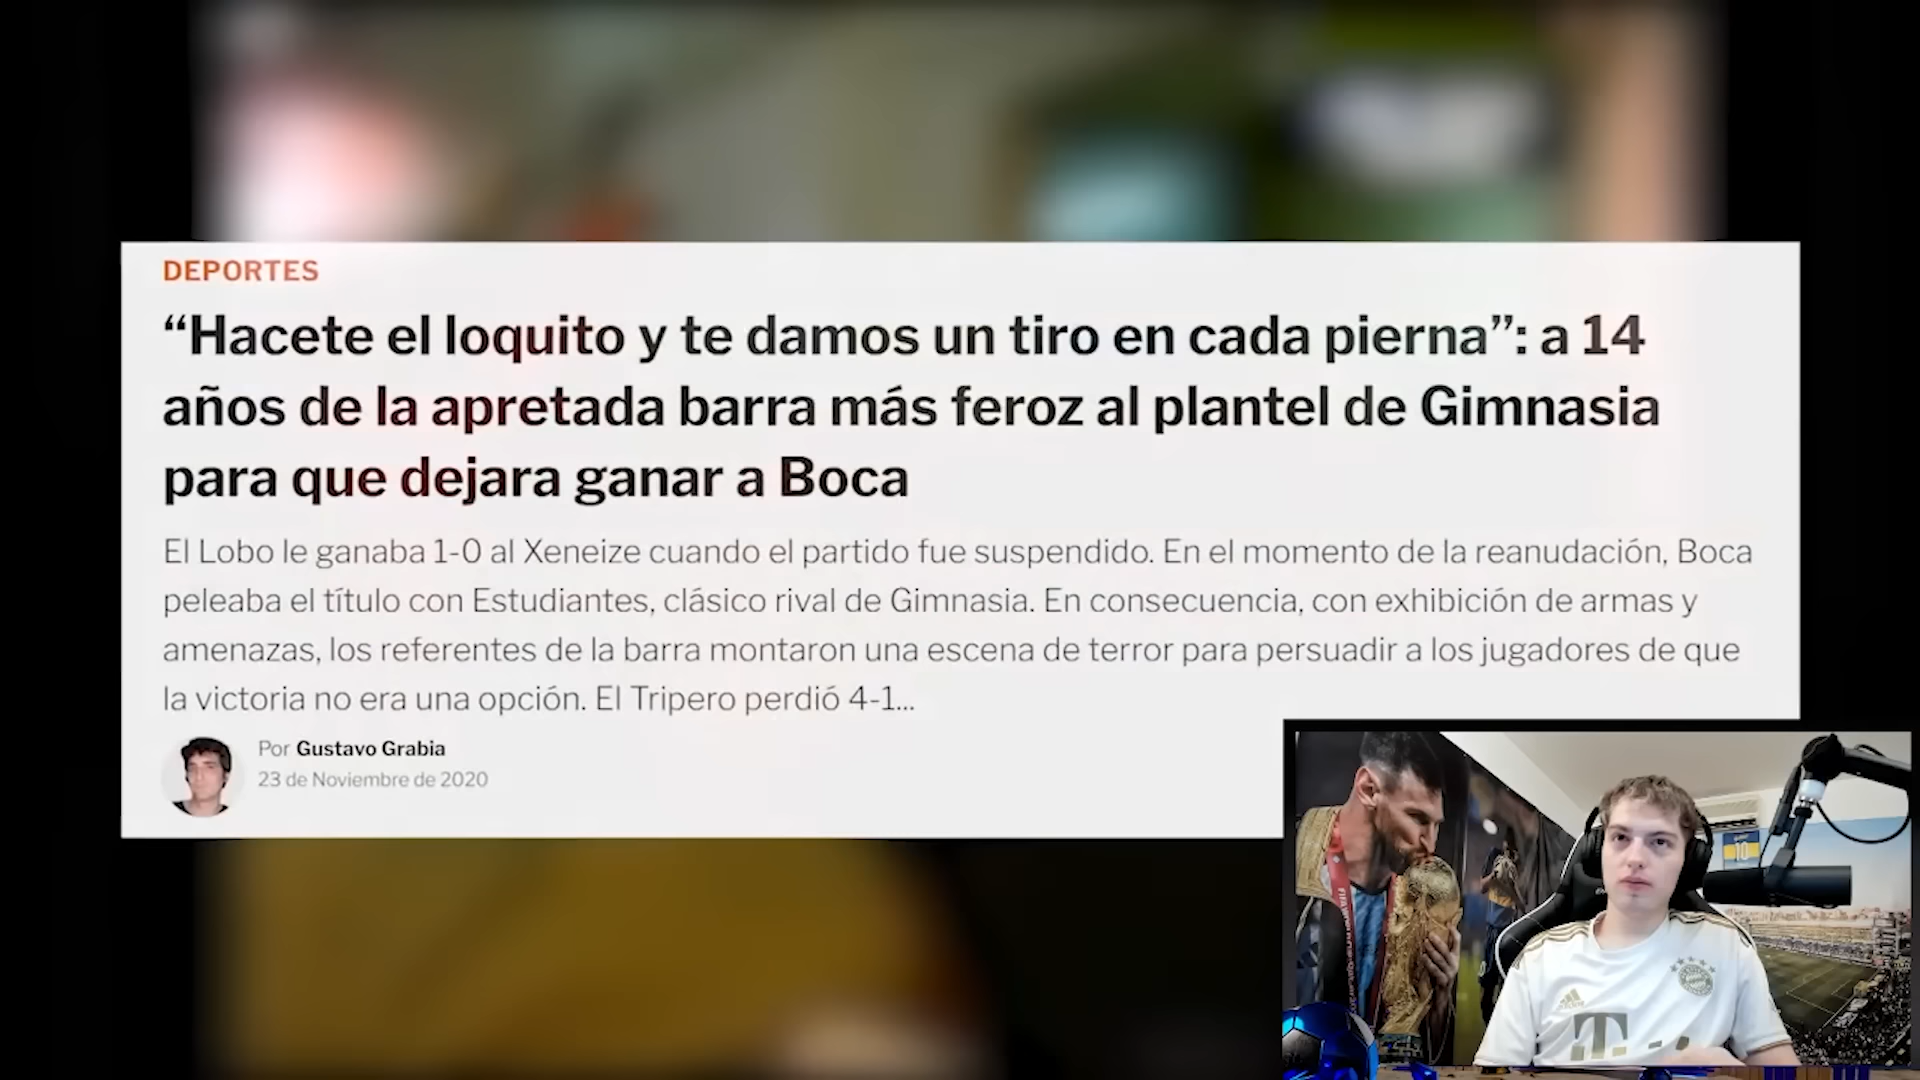 DEPORTES
“Hacete el loquito y te damos un tiro en cada pierna”: a 14
años de la apretada barra más feroz al plantel de Gimnasia
para que dejara ganar a Boca
El Lobo le ganaba 1-0 al Xeneize cuando el partido fue suspendido. En el momento de la reanudación, Boca
peleaba el título con Estudiantes, clásico rival de Gimnasia. En consecuencia, con exhibición de armas y
amenazas, los referentes de la barra montaron una escena de terror para persuadir a los jugadores de que
la victoria no era una opción. El Tripero perdió 4-1...
Por Gustavo Grabia
23 de Noviembre de 2020
10
T